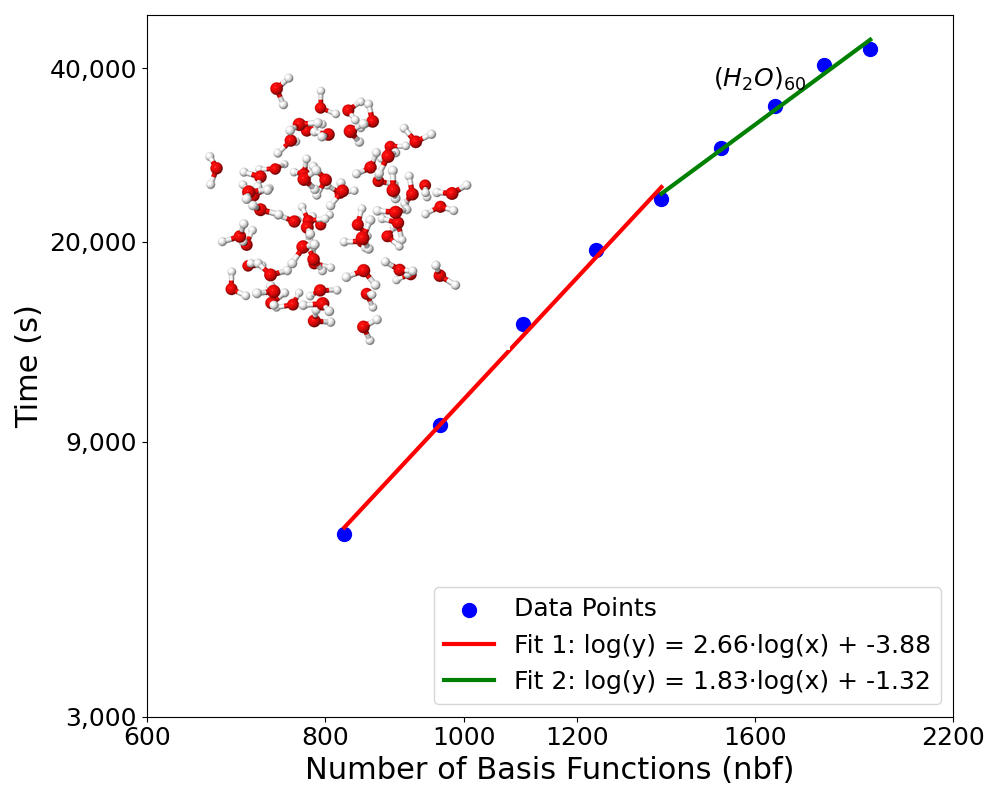 40,000
20,000
9,000
3,000
Time (s)
(H₂O)₆₀
Data Points
Fit 1: log(y) = 2.66·log(x) + -3.88
Fit 2: log(y) = 1.83·log(x) + -1.32
600 800 1000 1200 1600 2200
Number of Basis Functions (nbf)